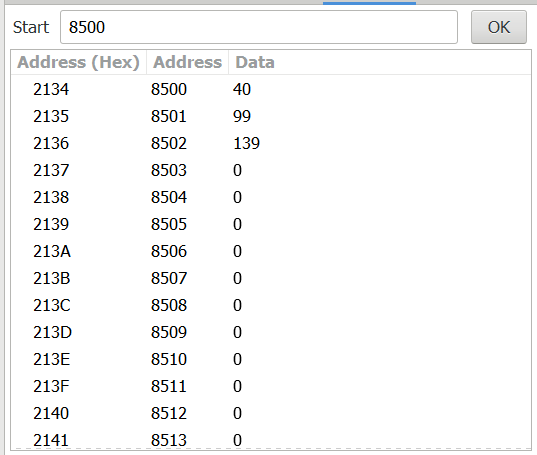 Start 8500 OK
Address (Hex) Address Data
2134 8500 40
2135 8501 99
2136 8502 139
2137 8503 0
2138 8504 0
2139 8505 0
213A 8506 0
213B 8507 0
213C 8508 0
213D 8509 0
213E 8510 0
213F 8511 0
2140 8512 0
2141 8513 0